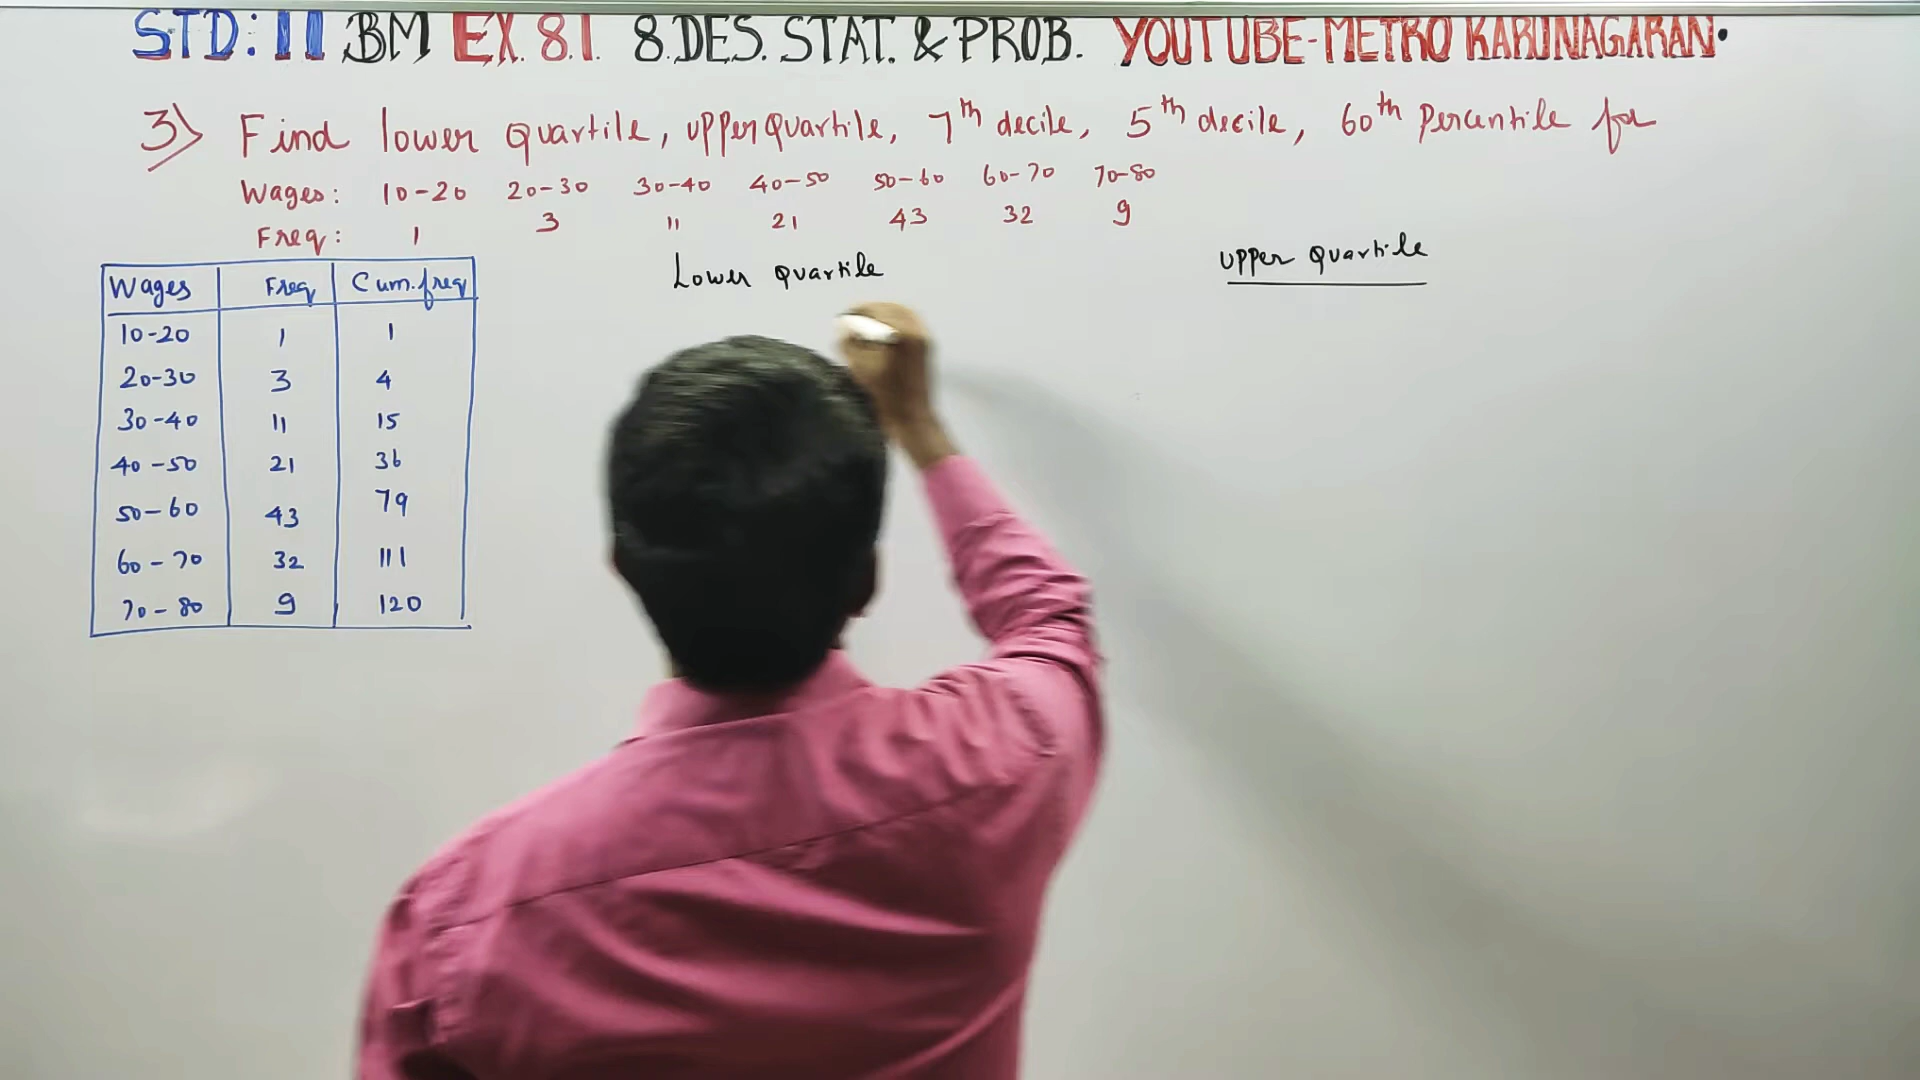 STD: 11 BM EX. 8.1. 8.DES. STAT. & PROB. YOUTUBE-METRO KARUNAGARAN.
3) Find lower quartile, upper quartile, 7th decile, 5th decile, 60th Percentile for
Wages: 10-20 20-30 30-40 40-50 50-60 60-70 70-80
Freq: 1 3 11 21 43 32 9
Lower quartile
Upper Quartile
Wages Freq Cum.freq
10-20 1 1
20-30 3 4
30-40 11 15
40-50 21 36
50-60 43 79
60-70 32 111
70-80 9 120